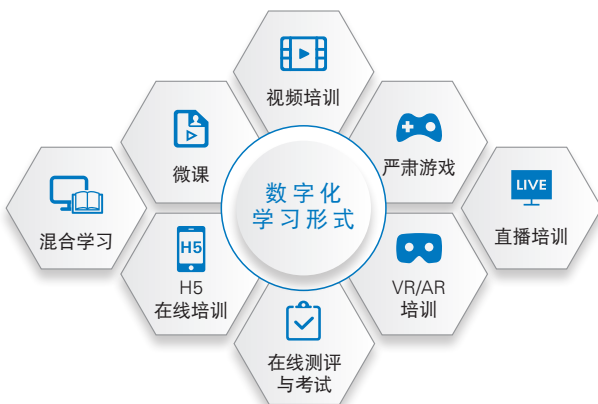 视频培训
微课
严肃游戏
数字化
学习形式
LIVE
混合学习
直播培训
H5
H5
在线培训
VR/AR
培训
在线测评
与考试